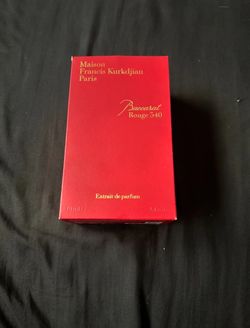 Maison
Francis Kurkdjian
Paris
Baccarat
Rouge 540
Extrait de parfum